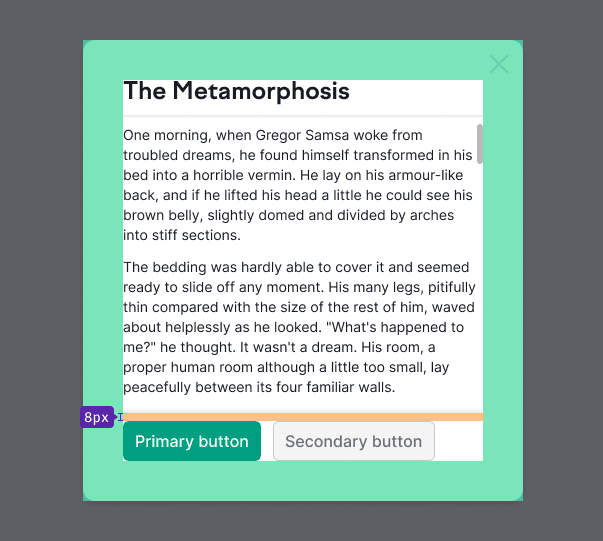 The Metamorphosis
One morning, when Gregor Samsa woke from
troubled dreams, he found himself transformed in his
bed into a horrible vermin. He lay on his armour-like
back, and if he lifted his head a little he could see his
brown belly, slightly domed and divided by arches
into stiff sections.
The bedding was hardly able to cover it and seemed
ready to slide off any moment. His many legs, pitifully
thin compared with the size of the rest of him, waved
about helplessly as he looked. "What's happened to
me?" he thought. It wasn't a dream. His room, a
proper human room although a little too small, lay
peacefully between its four familiar walls.
8px
Primary button
Secondary button